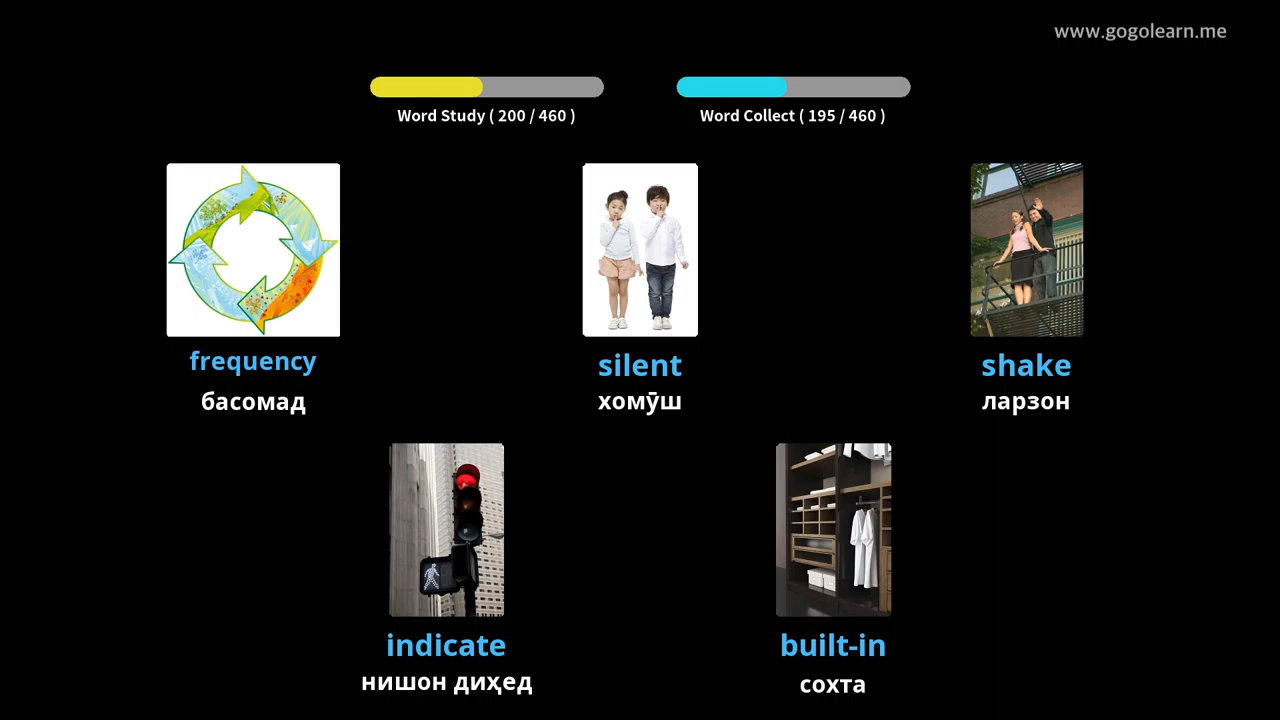 www.gogolearn.me
Word Study ( 200 / 460 )
Word Collect ( 195 / 460 )
frequency
басомад
silent
хомӯш
shake
ларзон
indicate
нишон диҳед
built-in
сохта